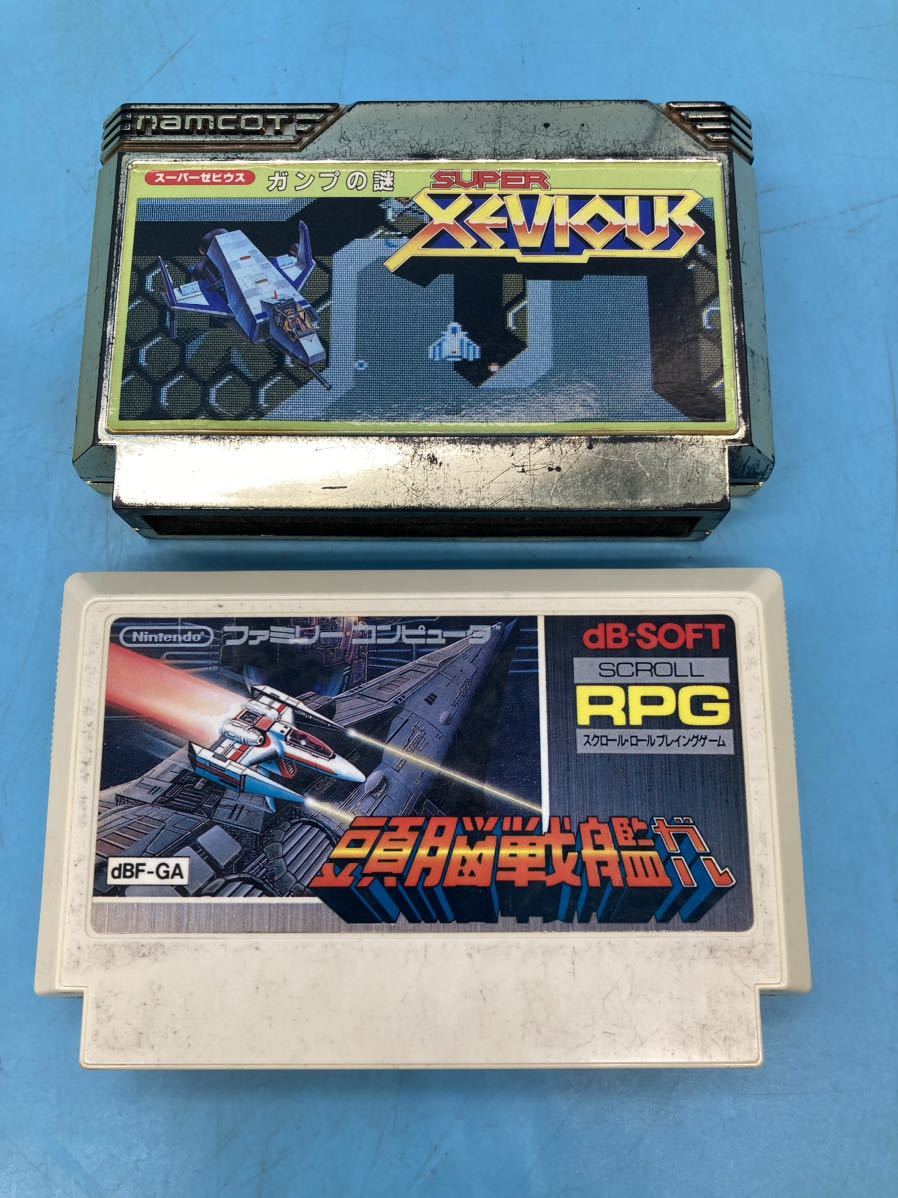 namcot
スーパーゼビウス ガンプの謎 SUPER
XEVIOUS
Nintendo® ファミリーコンピュータ
dB-SOFT
SCROLL
RPG
スクロール・ロールプレイングゲーム
頭脳戦艦ガル
dBF-GA